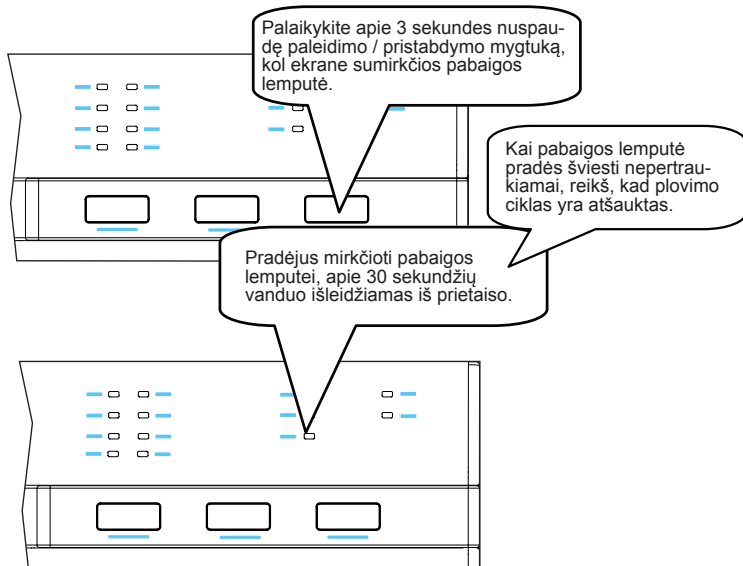 Palaikykite apie 3 sekundes nuspau-
dę paleidimo / pristabdymo mygtuką,
kol ekrane sumirkčios pabaigos
lemputė.
Kai pabaigos lemputė
pradės šviesti nepertrau-
kiamai, reikš, kad plovimo
ciklas yra atšauktas.
Pradėjus mirkčioti pabaigos
lemputei, apie 30 sekundžių
vanduo išleidžiamas iš prietaiso.